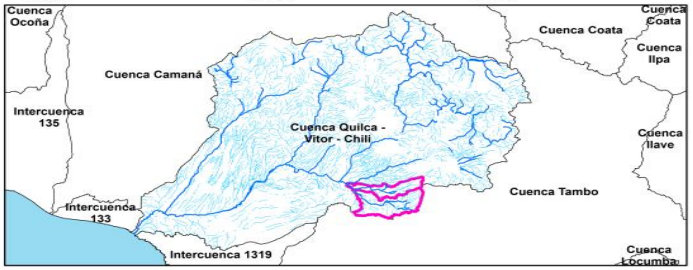 Cuenca
Ocoña
Cuenca Coata
Cuenca
Coata
Cuenca
Ilpa
Cuenca Camaná
Intercuenca
135
Cuenca Quilca -
Vitor - Chili
Cuenca
Ilave
Cuenca Tambo
Intercuenca
133
Intercuenca 1319
Cuenca
Locumba